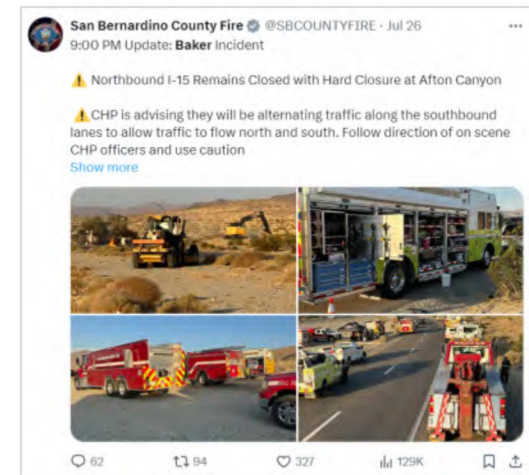 San Bernardino County Fire @SBCOUNTYFIRE · Jul 26
9:00 PM Update: Baker Incident
⚠️ Northbound I-15 Remains Closed with Hard Closure at Afton Canyon
⚠️CHP is advising they will be alternating traffic along the southbound
lanes to allow traffic to flow north and south. Follow direction of on scene
CHP officers and use caution
Show more
62 94 327 129K